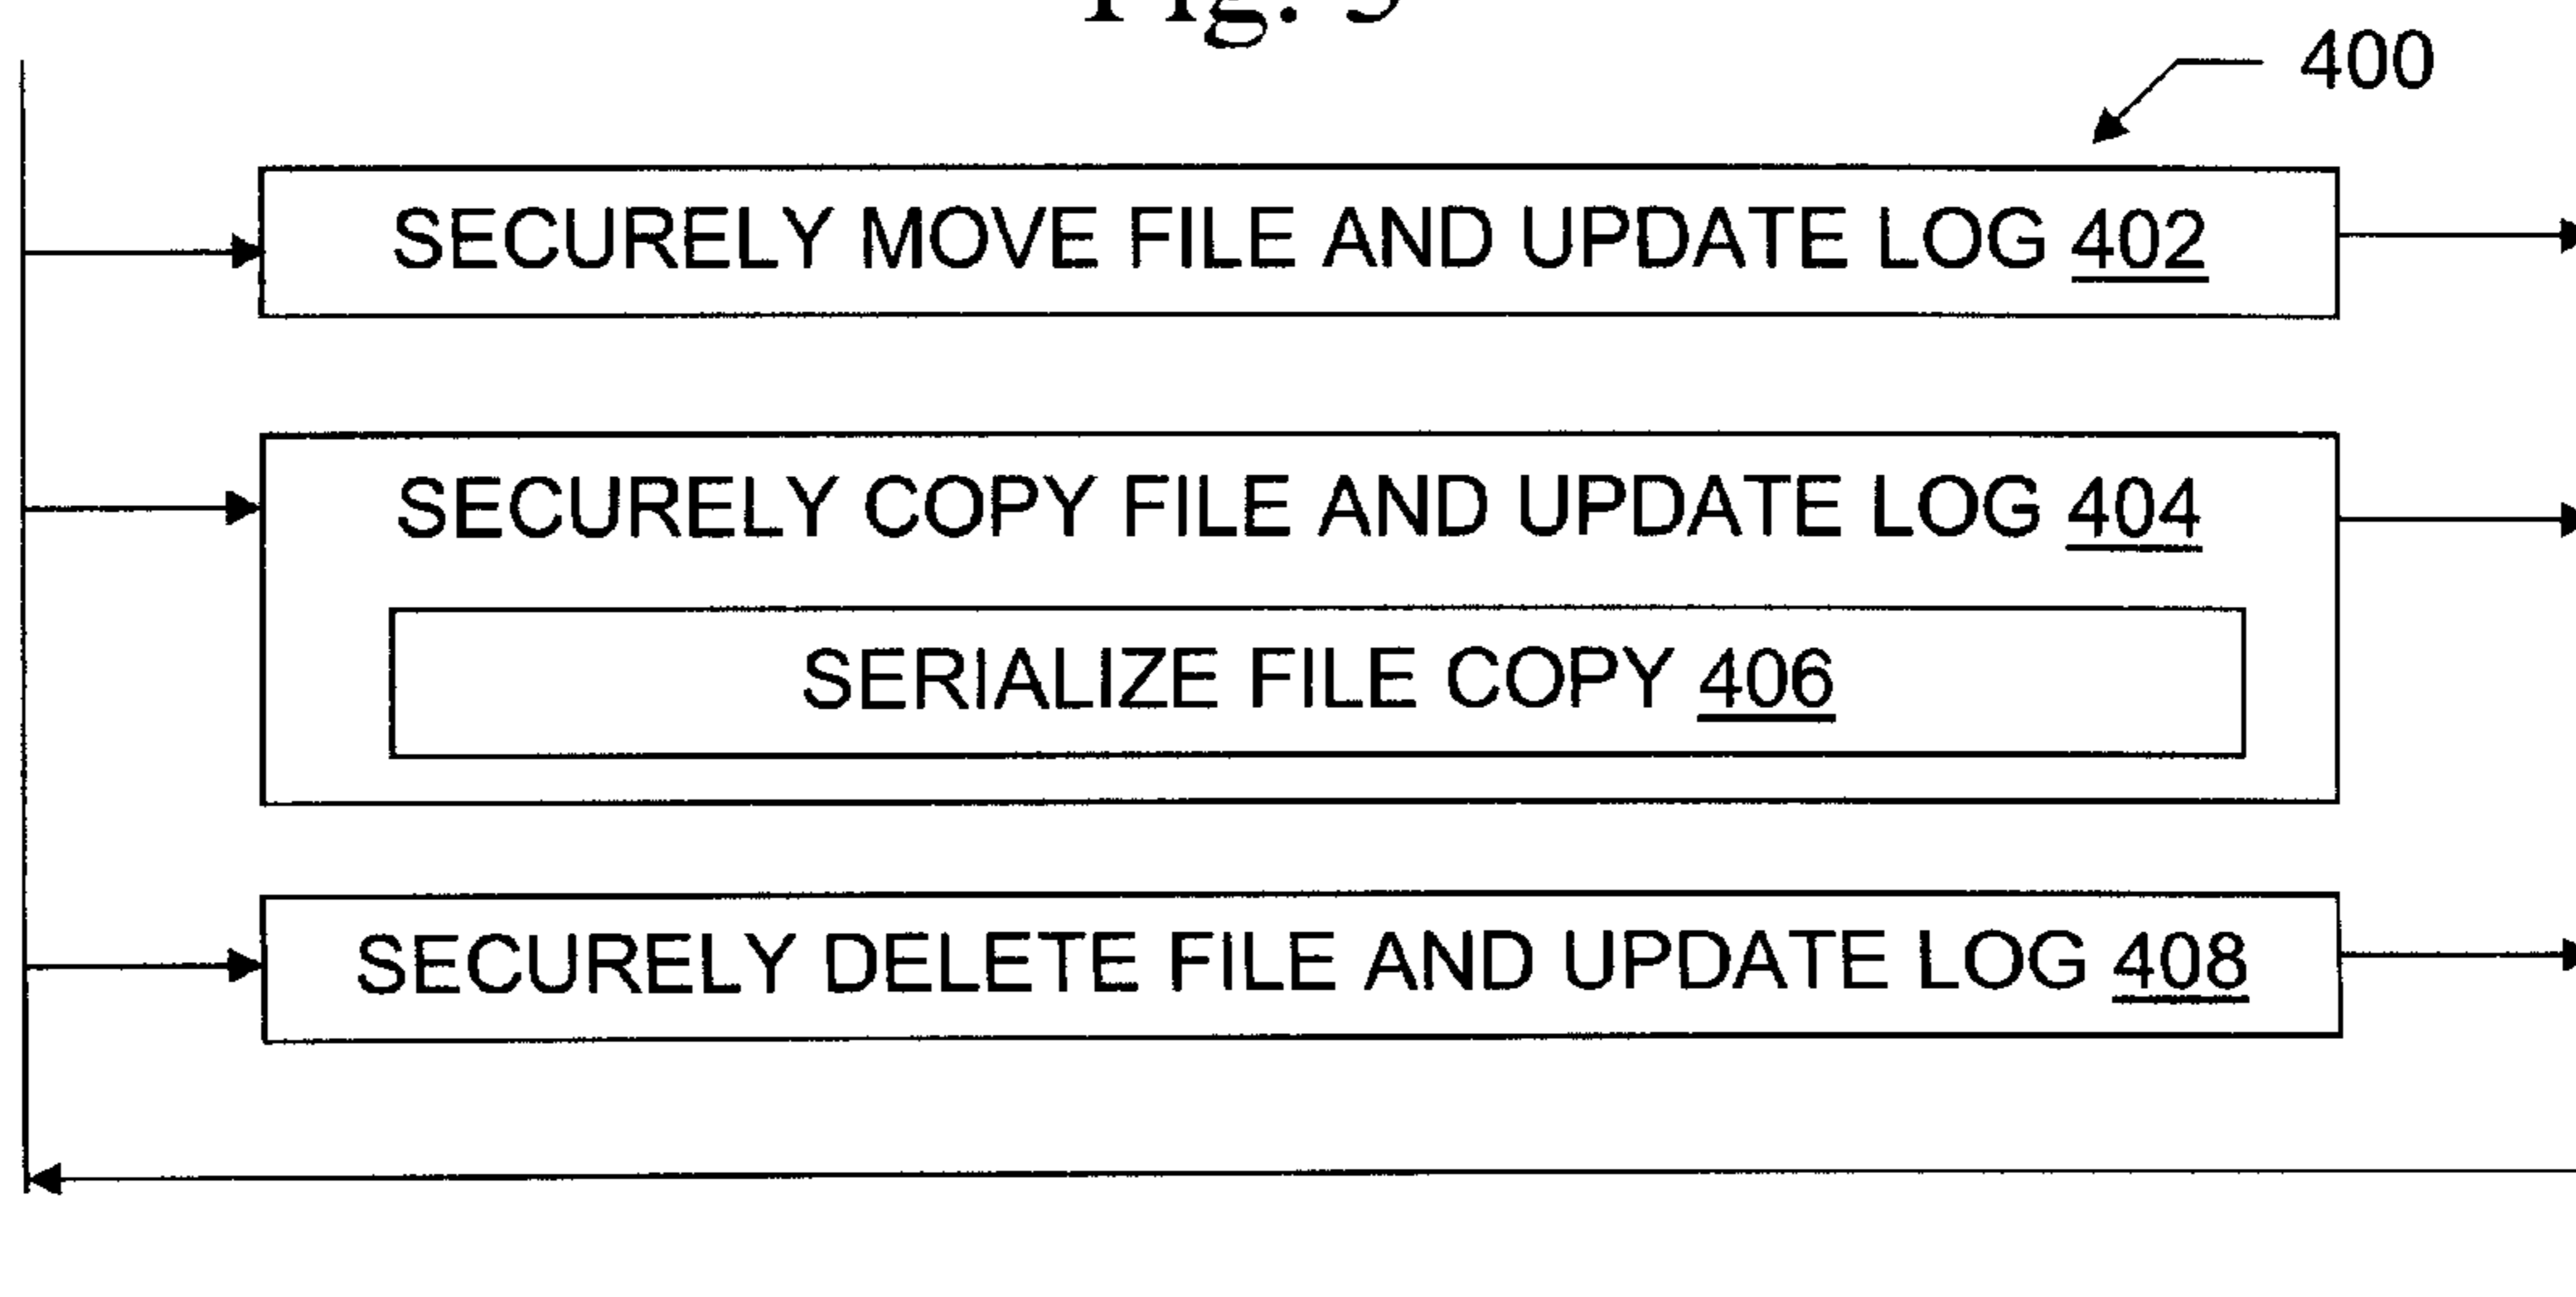 Fig.
400
SECURELY MOVE FILE AND UPDATE LOG 402
SECURELY COPY FILE AND UPDATE LOG 404
SERIALIZE FILE COPY 406
SECURELY DELETE FILE AND UPDATE LOG 408